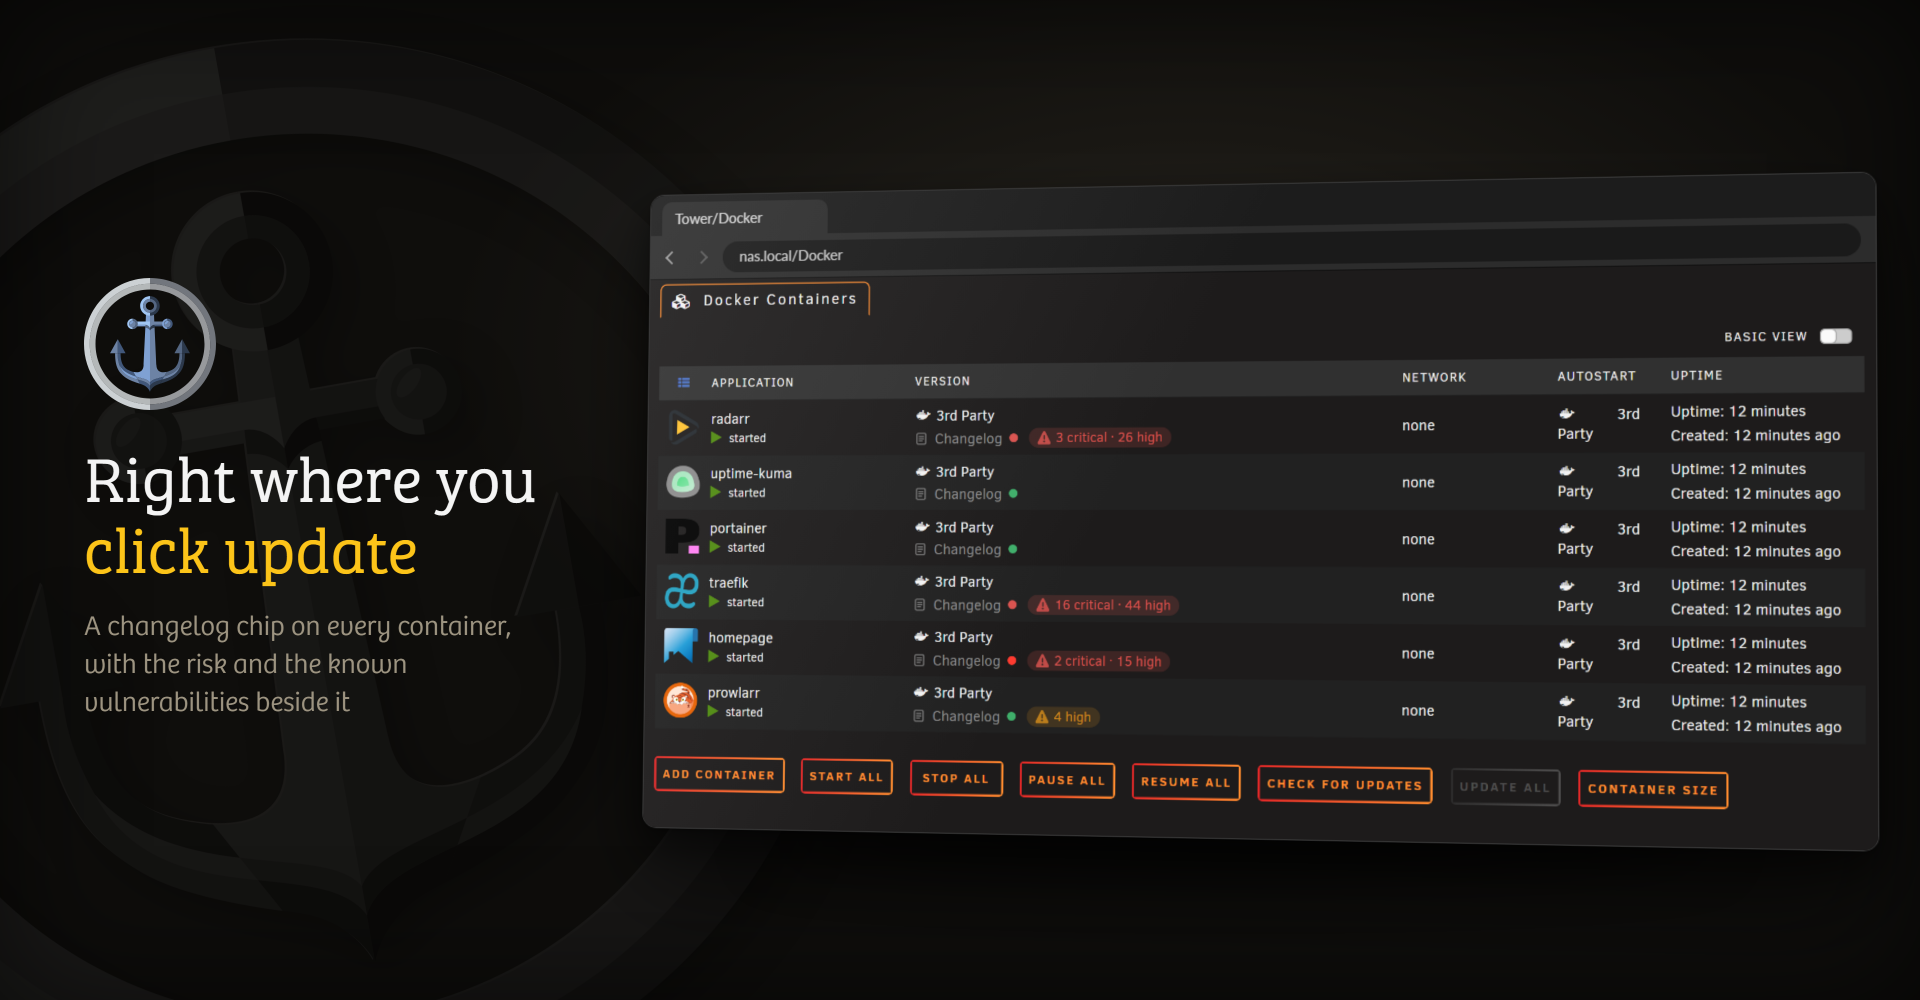 Right where you
click update
A changelog chip on every container,
with the risk and the known
vulnerabilities beside it
Tower/Docker
nas.local/Docker
Docker Containers
BASIC VIEW
APPLICATION VERSION NETWORK AUTOSTART UPTIME
radarr
started
3rd Party
Changelog 3 critical · 26 high
none
3rd
Party
Uptime: 12 minutes
Created: 12 minutes ago
uptime-kuma
started
3rd Party
Changelog
none
3rd
Party
Uptime: 12 minutes
Created: 12 minutes ago
portainer
started
3rd Party
Changelog
none
3rd
Party
Uptime: 12 minutes
Created: 12 minutes ago
traefik
started
3rd Party
Changelog 16 critical · 44 high
none
3rd
Party
Uptime: 12 minutes
Created: 12 minutes ago
homepage
started
3rd Party
Changelog 2 critical · 15 high
none
3rd
Party
Uptime: 12 minutes
Created: 12 minutes ago
prowlarr
started
3rd Party
Changelog 4 high
none
3rd
Party
Uptime: 12 minutes
Created: 12 minutes ago
ADD CONTAINER START ALL STOP ALL PAUSE ALL RESUME ALL CHECK FOR UPDATES UPDATE ALL CONTAINER SIZE